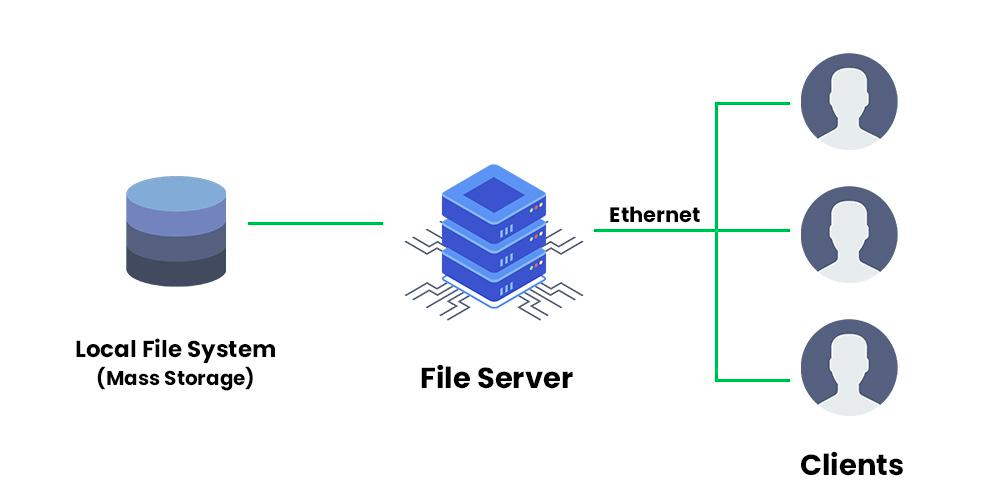 Ethernet
Local File System
(Mass Storage)
File Server
Clients